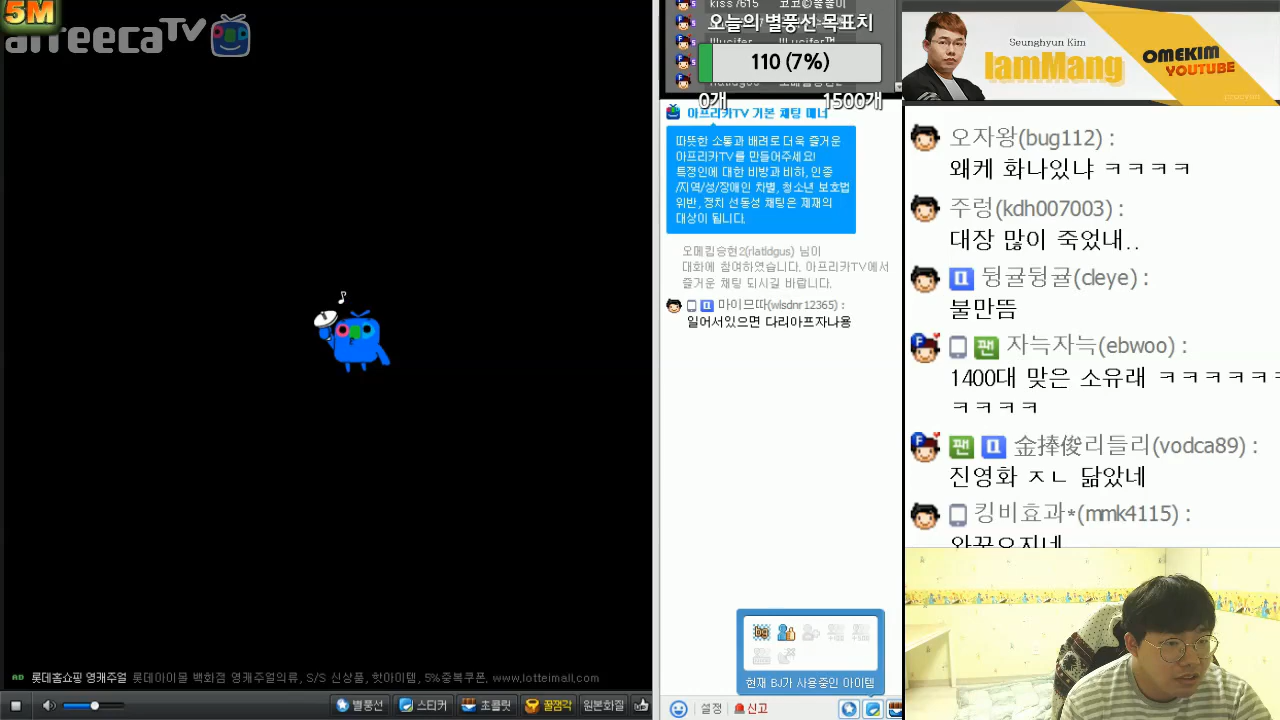 5M
afreecaTV
kiss7615
오늘의 별풍선 목표치
110 (7%)
0개
1500개
아프리카TV 기본 채팅 매너
따뜻한 소통과 배려로 더욱 즐거운
아프리카TV를 만들어주세요!
특정인에 대한 비방과 비하, 인종
/지역/성/장애인 차별, 청소년 보호법
위반, 정치 선동성 채팅은 제재의
대상이 됩니다.
오메킴승현2(rlatldgus) 님이
대화에 참여하였습니다. 아프리카TV에서
즐거운 채팅 되시길 바랍니다.
마이므따(wlsdnr12365) :
일어서있으면 다리아프자나용
bg
현재 BJ가 사용중인 아이템
설정
신고
Seunghyun Kim
IamMang
OMEKIM
YOUTUBE
오자왕(bug112) :
왜케 화나있냐 ㅋㅋㅋㅋ
주렁(kdh007003) :
대장 많이 죽었내..
뒹귤뒹귤(cleye) :
불만뜸
팬 자늑자늑(ebwoo) :
1400대 맞은 소유래 ㅋㅋㅋㅋㅋㅋ
ㅋㅋㅋㅋ
팬 金捧俊리들리(vodca89) :
진영화 ㅈㄴ 닮았네
킹비효과*(mmk4115) :
와꾸오지네
AD 롯데홈쇼핑 영캐주얼 롯데아이몰 백화점 영캐주얼의류, S/S 신상품, 핫아이템, 5%중복쿠폰, www.lotteimall.com
별풍선
스티커
초콜릿
꿀잼각
원본화질